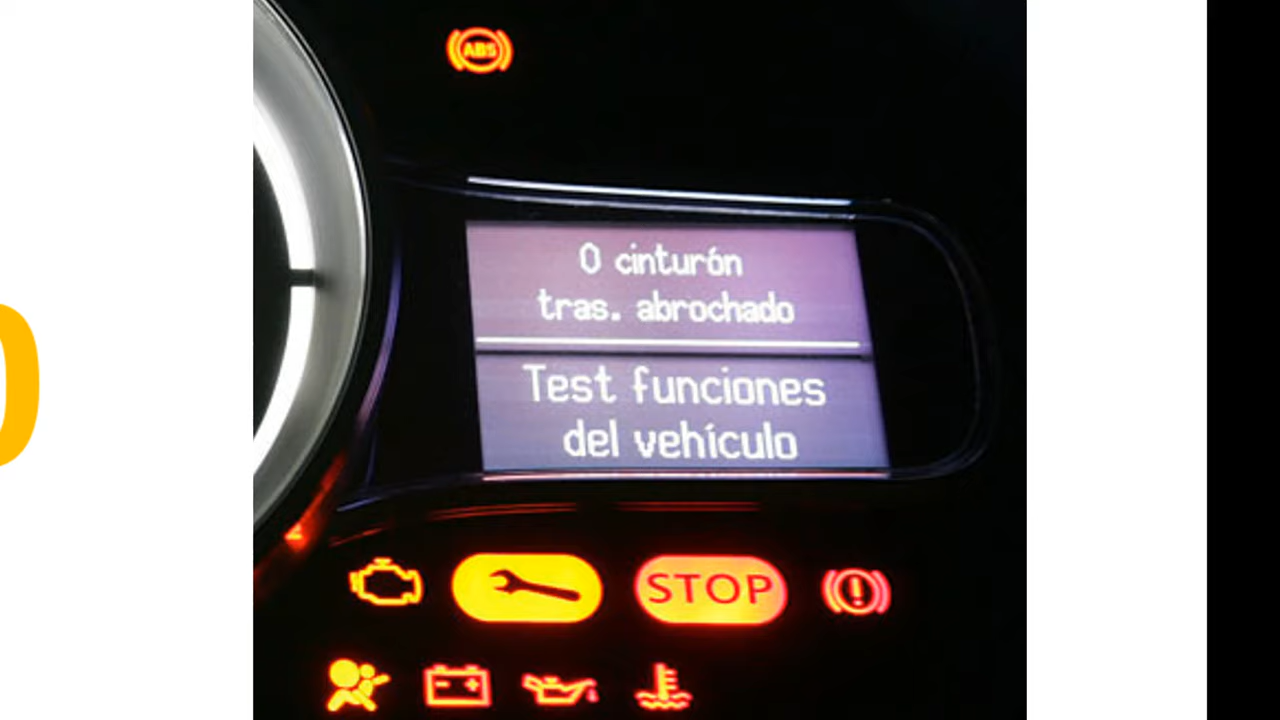 ABS
0 cinturón
tras. abrochado
Test funciones
del vehículo
STOP